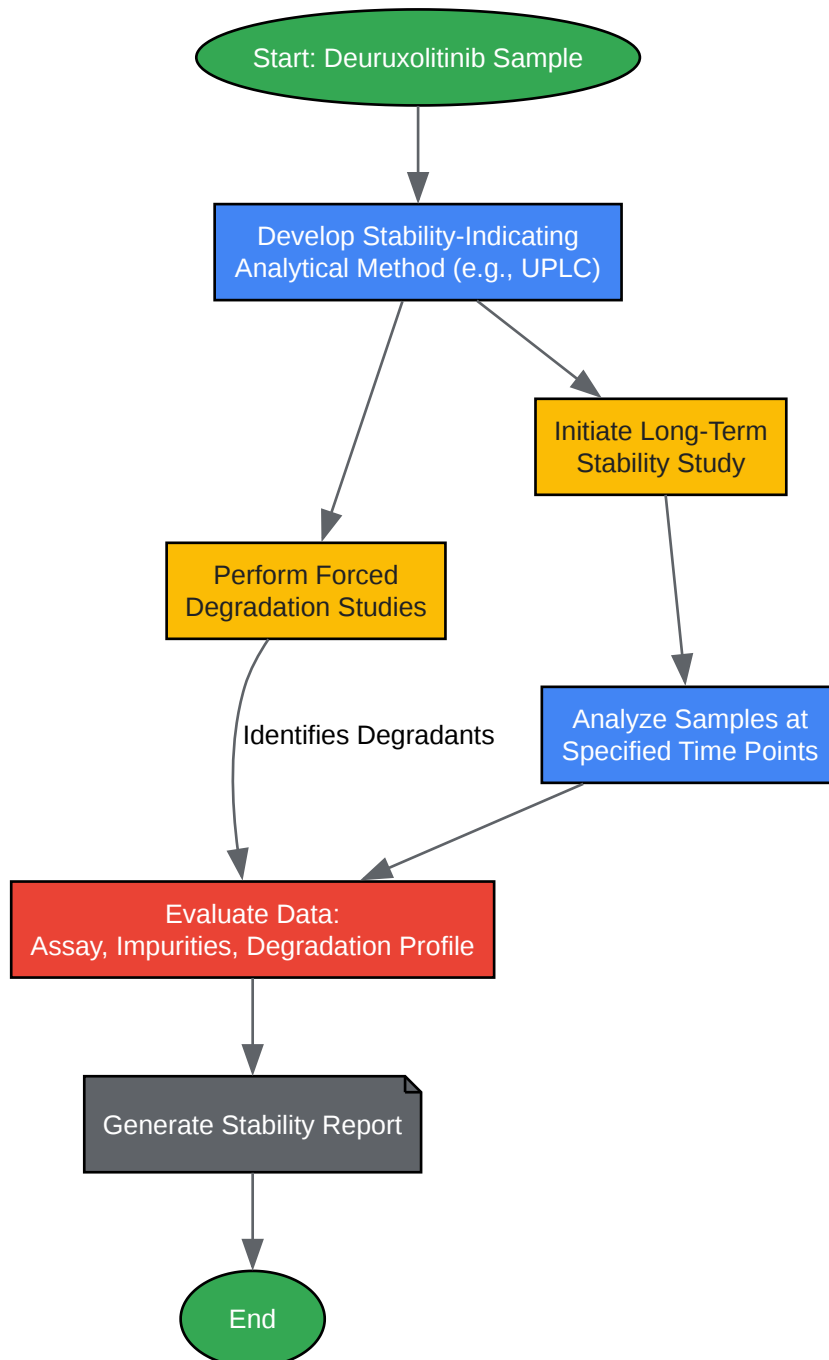 Start: Deuruxolitinib Sample
Develop Stability-Indicating
Analytical Method (e.g., UPLC)
Initiate Long-Term
Stability Study
Perform Forced
Degradation Studies
Analyze Samples at
Specified Time Points
Identifies Degradants
Evaluate Data:
Assay, Impurities, Degradation Profile
Generate Stability Report
End